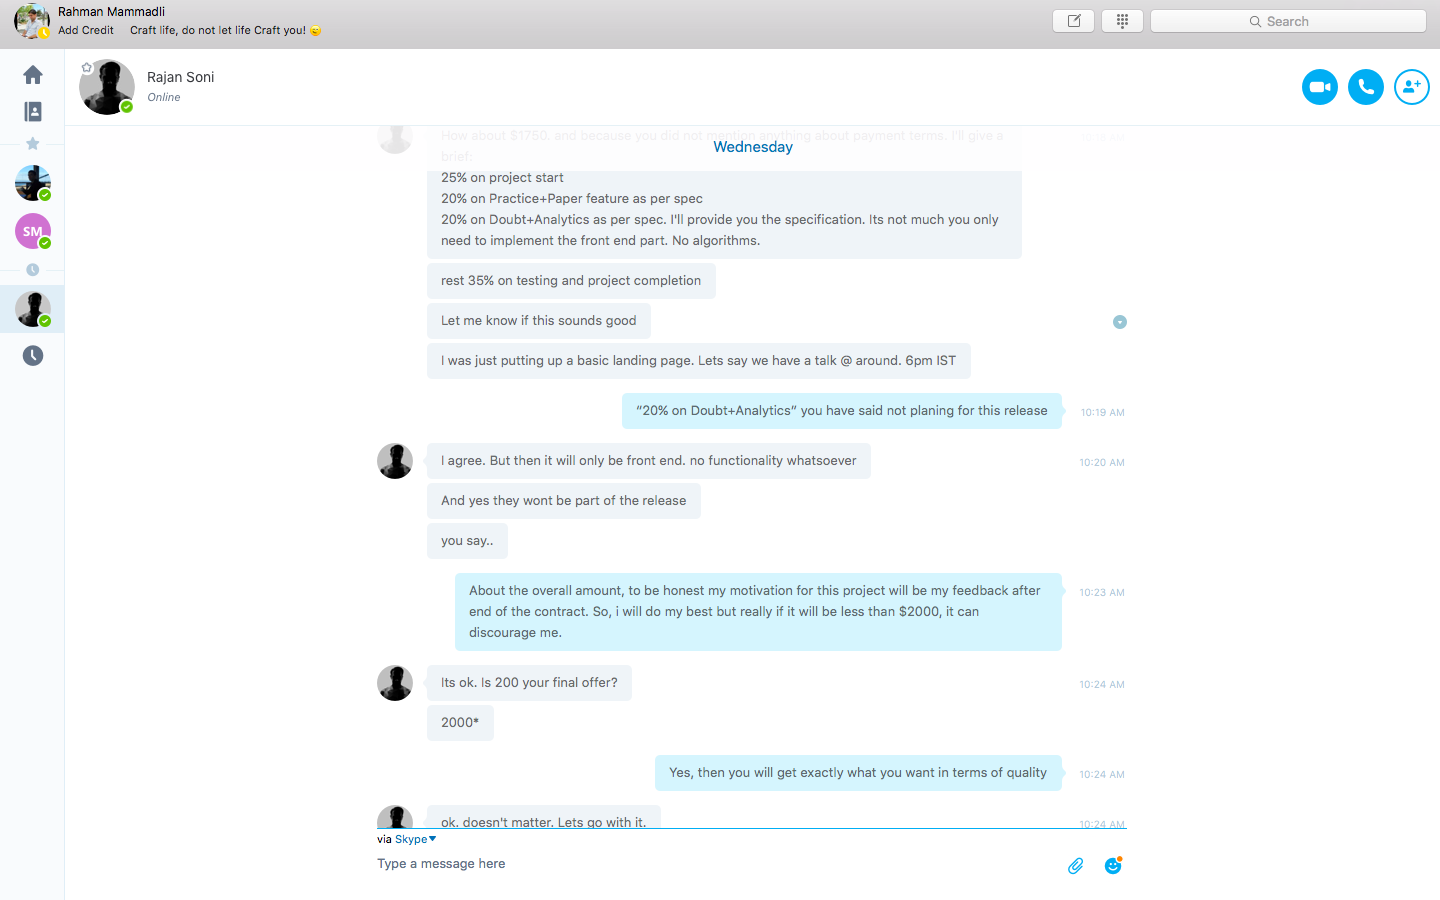 Rahman Mammadli
Add Credit Craft life, do not let life Craft you!
Search
Rajan Soni
Online
How about $1750. and because you did not mention anything about payment terms. I'll give a
brief:
Wednesday
25% on project start
20% on Practice+Paper feature as per spec
20% on Doubt+Analytics as per spec. I'll provide you the specification. Its not much you only
need to implement the front end part. No algorithms.
rest 35% on testing and project completion
Let me know if this sounds good
I was just putting up a basic landing page. Lets say we have a talk @ around. 6pm IST
“20% on Doubt+Analytics” you have said not planing for this release
10:19 AM
I agree. But then it will only be front end. no functionality whatsoever
10:20 AM
And yes they wont be part of the release
you say..
About the overall amount, to be honest my motivation for this project will be my feedback after
end of the contract. So, i will do my best but really if it will be less than $2000, it can
discourage me.
10:23 AM
Its ok. Is 200 your final offer?
10:24 AM
2000*
Yes, then you will get exactly what you want in terms of quality
10:24 AM
ok. doesn't matter. Lets go with it.
10:24 AM
via Skype
Type a message here
SM